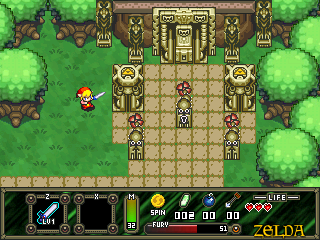 Z X M LIFE
LV1 SPIN 002 00 00
32 FURY 51
ZELDA